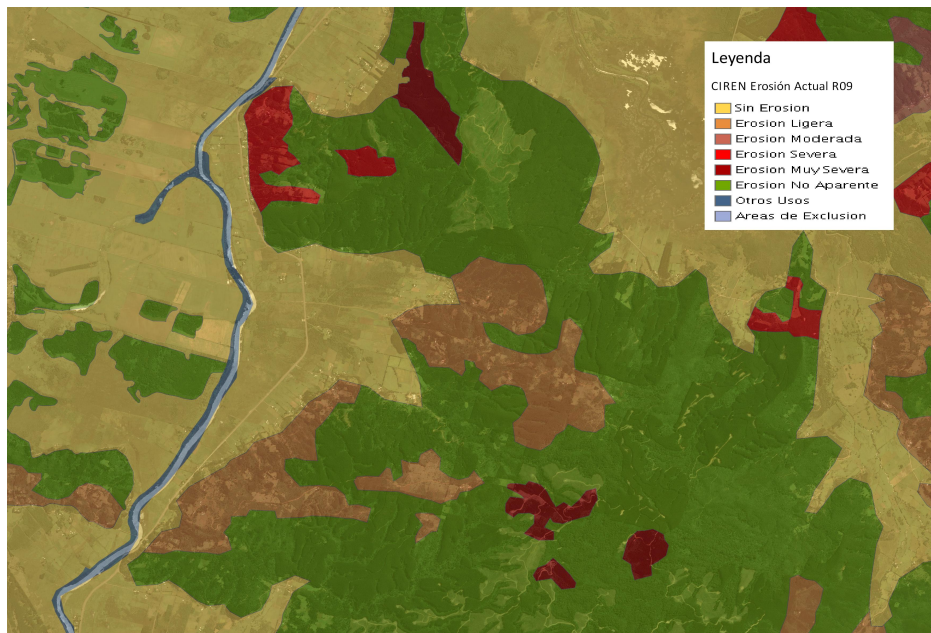 Leyenda
CIREN Erosión Actual R09
Sin Erosion
Erosion Ligera
Erosion Moderada
Erosion Severa
Erosion Muy Severa
Erosion No Aparente
Otros Usos
Areas de Exclusion